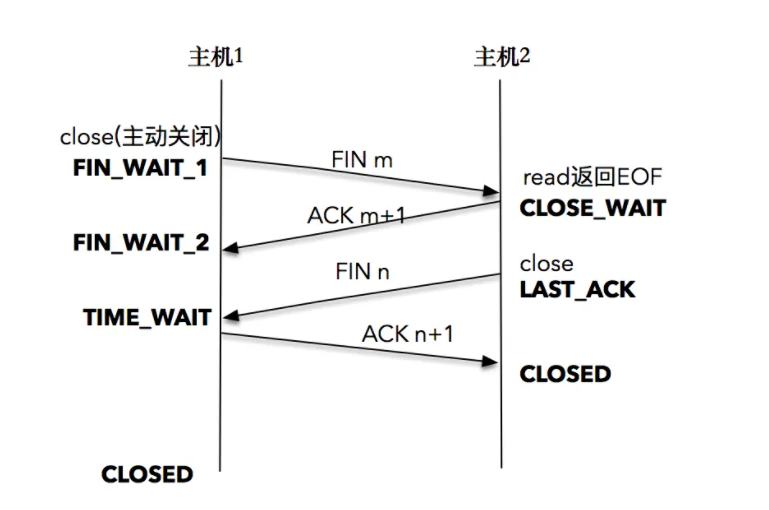 主机1
主机2
close(主动关闭)
FIN_WAIT_1
FIN m
read返回EOF
CLOSE_WAIT
ACK m+1
FIN_WAIT_2
close
LAST_ACK
FIN n
TIME_WAIT
ACK n+1
CLOSED
CLOSED